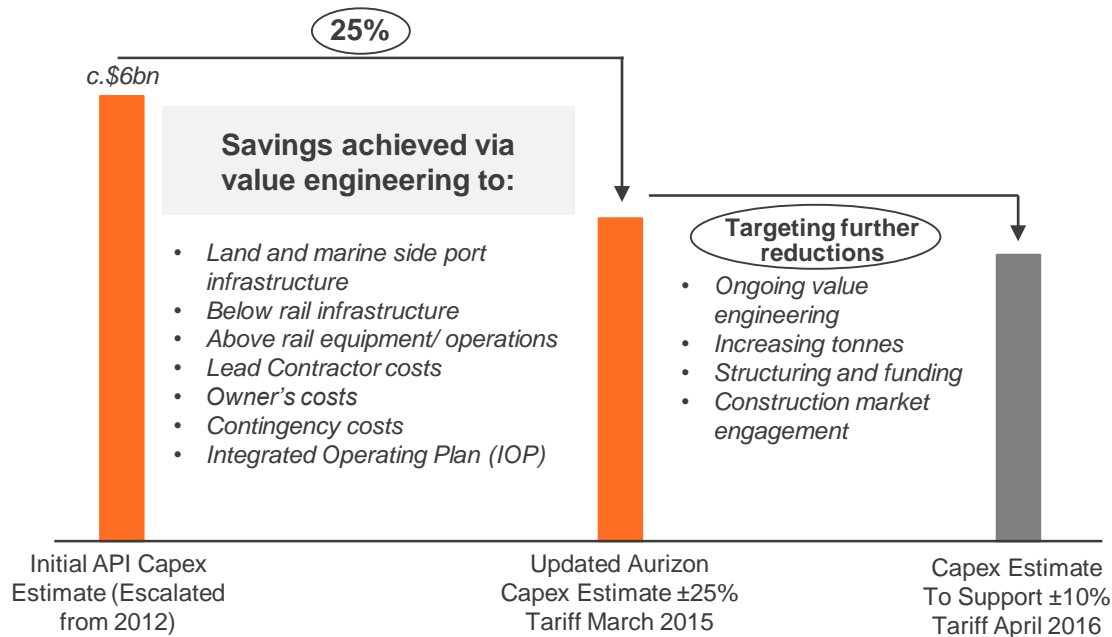 25%
c.$6bn
Savings achieved via
value engineering to:
• Land and marine side port
infrastructure
• Below rail infrastructure
• Above rail equipment/ operations
• Lead Contractor costs
• Owner's costs
• Contingency costs
• Integrated Operating Plan (IOP)
Targeting further
reductions
• Ongoing value
engineering
• Increasing tonnes
• Structuring and funding
• Construction market
engagement
Initial API Capex
Estimate (Escalated
from 2012)
Updated Aurizon
Capex Estimate ±25%
Tariff March 2015
Capex Estimate
To Support ±10%
Tariff April 2016